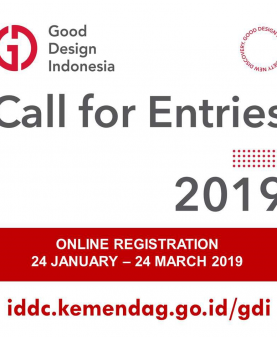 Good
Design
Indonesia
Call for Entries
2019
ONLINE REGISTRATION
24 JANUARY – 24 MARCH 2019
iddc.kemendag.go.id/gdi